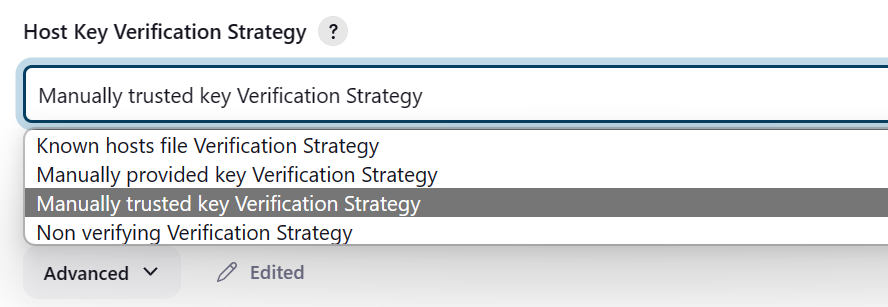 Host Key Verification Strategy ?
Manually trusted key Verification Strategy
Known hosts file Verification Strategy
Manually provided key Verification Strategy
Manually trusted key Verification Strategy
Non verifying Verification Strategy
Advanced Edited